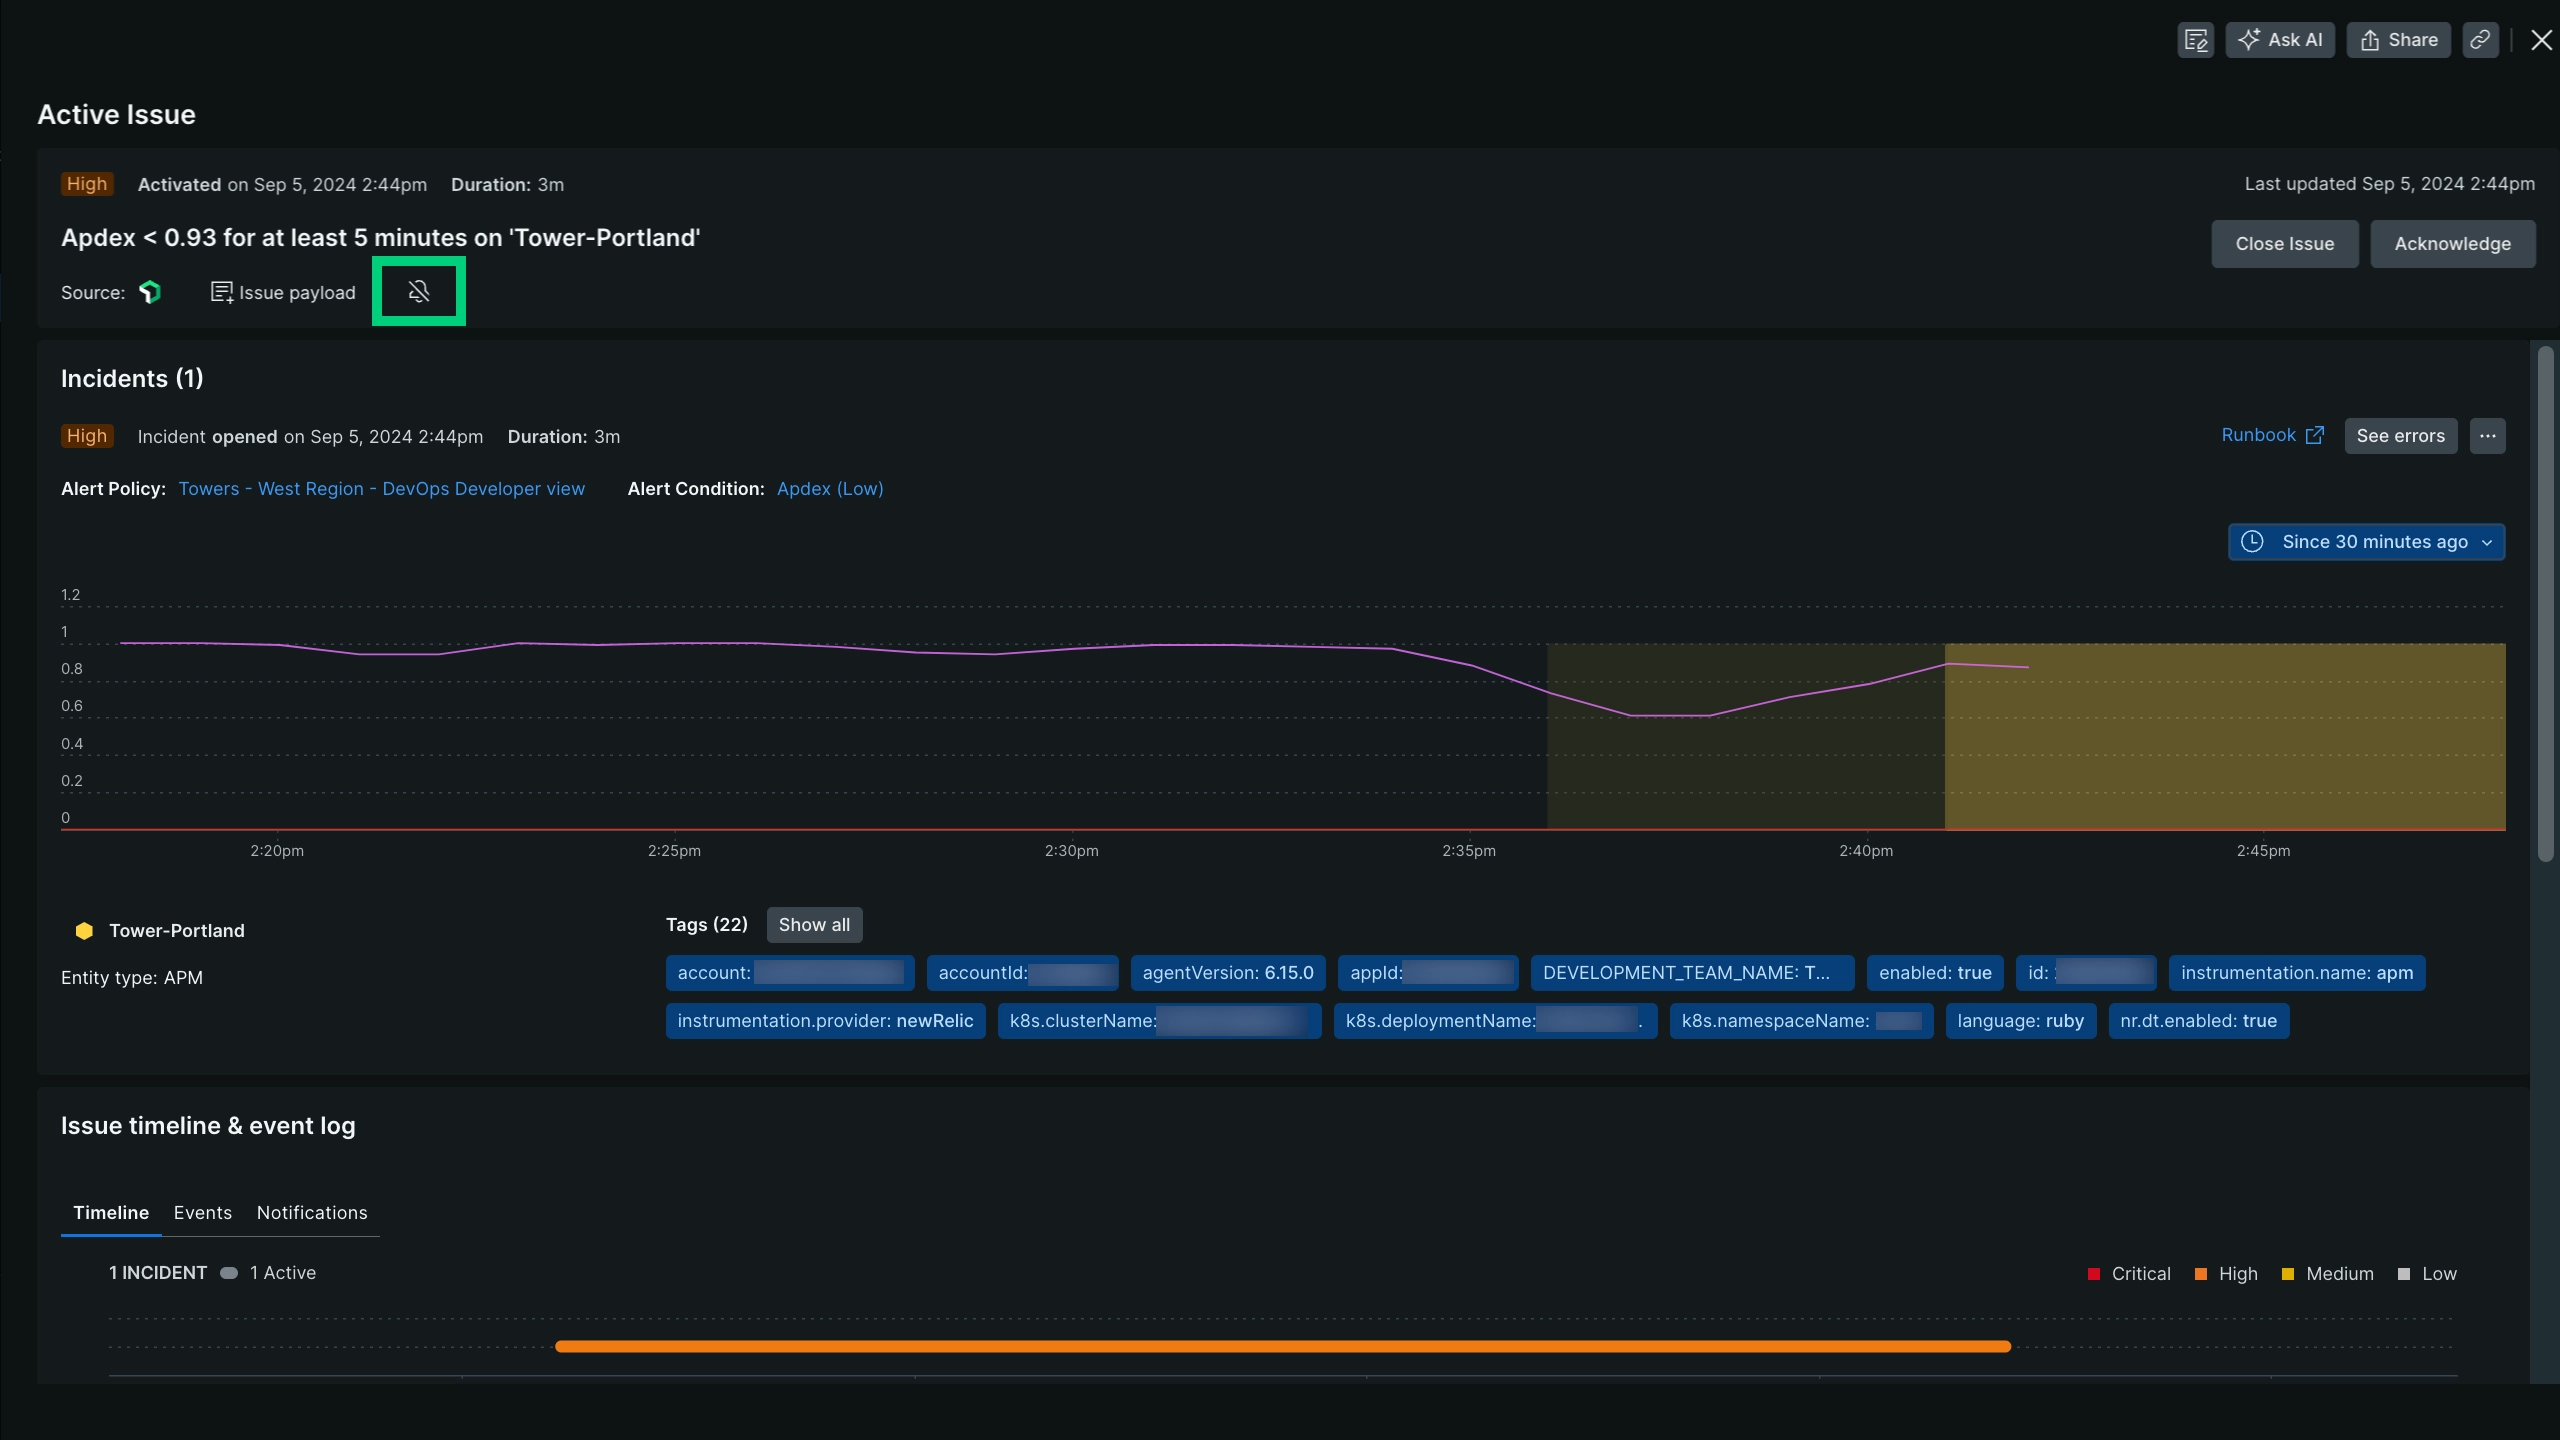 Ask AI Share
Active Issue
High Activated on Sep 5, 2024 2:44pm Duration: 3m
Last updated Sep 5, 2024 2:44pm
Apdex < 0.93 for at least 5 minutes on 'Tower-Portland'
Close Issue Acknowledge
Source: Issue payload
Incidents (1)
High Incident opened on Sep 5, 2024 2:44pm Duration: 3m
Runbook See errors ...
Alert Policy: Towers - West Region - DevOps Developer view Alert Condition: Apdex (Low)
Since 30 minutes ago
1.2
1
0.8
0.6
0.4
0.2
0
2:20pm 2:25pm 2:30pm 2:35pm 2:40pm 2:45pm
Tower-Portland
Entity type: APM
Tags (22) Show all
account: accountId: agentVersion: 6.15.0 appId: DEVELOPMENT_TEAM_NAME: T... enabled: true id: instrumentation.name: apm
instrumentation.provider: newRelic k8s.clusterName: k8s.deploymentName: . k8s.namespaceName: language: ruby nr.dt.enabled: true
Issue timeline & event log
Timeline Events Notifications
1 INCIDENT 1 Active
Critical High Medium Low